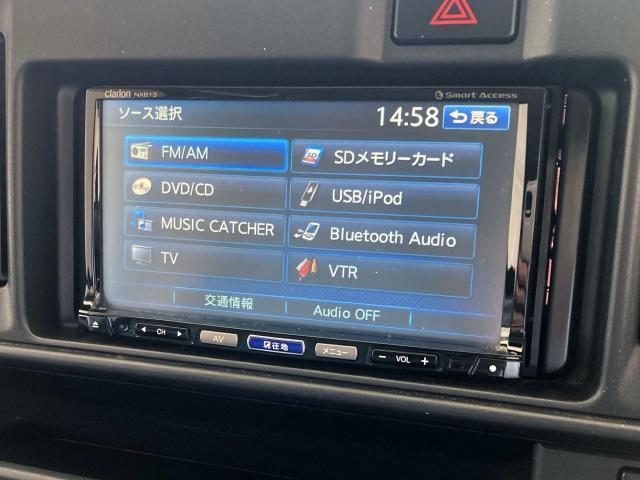 Clarion NX613 Smart Access
ソース選択 14:58 戻る
FM/AM SDメモリーカード
DVD/CD USB/iPod
MUSIC CATCHER Bluetooth Audio
TV VTR
交通情報 Audio OFF
CH AV 現在地 メニュー − VOL +